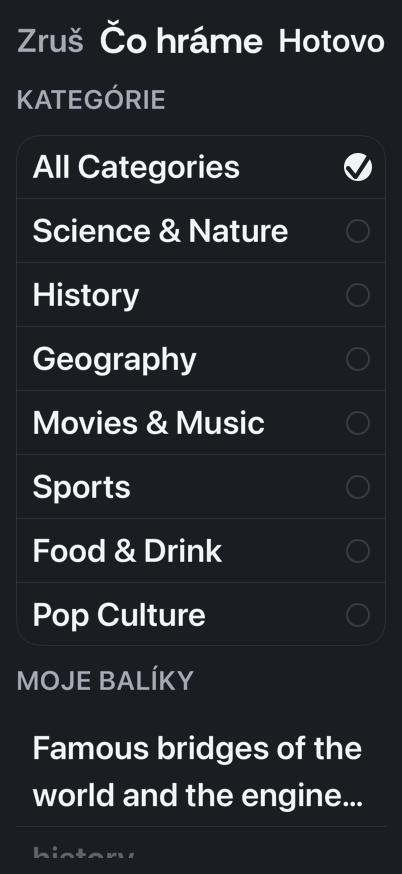 Zruš Čo hráme Hotovo
KATEGÓRIE
All Categories
Science & Nature
History
Geography
Movies & Music
Sports
Food & Drink
Pop Culture
MOJE BALÍKY
Famous bridges of the
world and the engine...
history